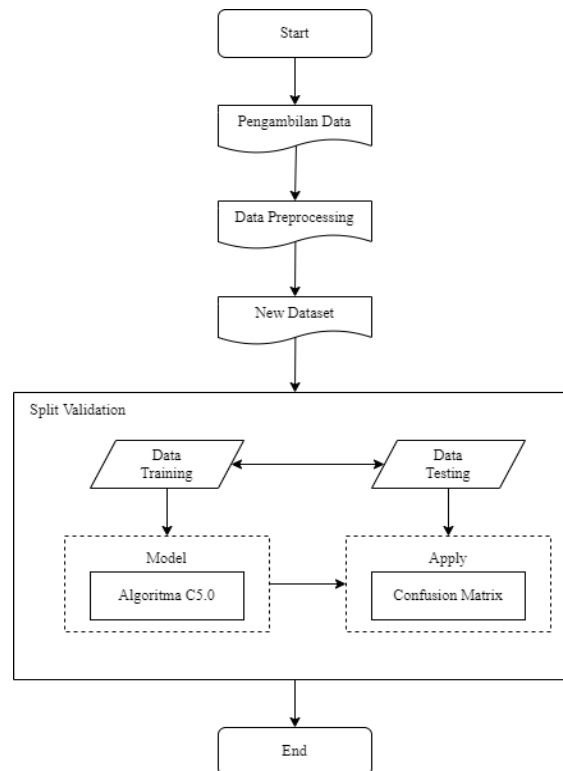 Start
Pengambilan Data
Data Preprocessing
New Dataset
Split Validation
Data
Training
Data
Testing
Model
Algoritma C5.0
Apply
Confusion Matrix
End